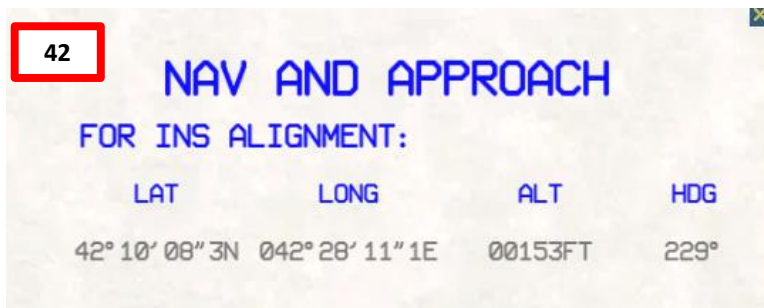 42
NAV AND APPROACH
FOR INS ALIGNMENT:
LAT LONG ALT HDG
42°10'08"3N 042°28'11"1E 00153FT 229°